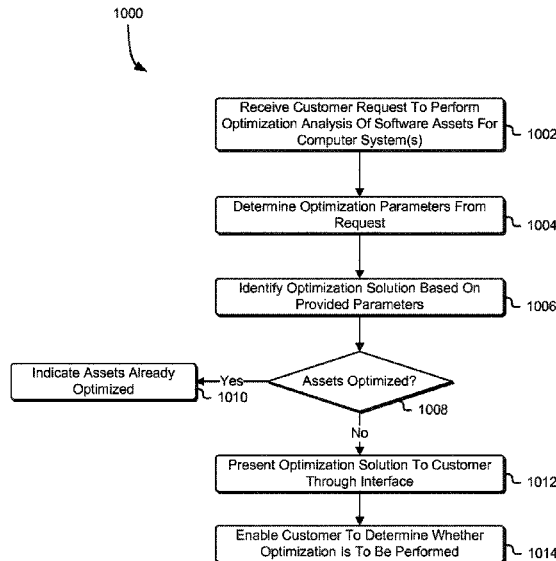 1000
Receive Customer Request To Perform
Optimization Analysis Of Software Assets For
Computer System(s)
1002
Determine Optimization Parameters From
Request
1004
Identify Optimization Solution Based On
Provided Parameters
1006
Indicate Assets Already
Optimized
1010
Yes
Assets Optimized?
1008
No
Present Optimization Solution To Customer
Through Interface
1012
Enable Customer To Determine Whether
Optimization Is To Be Performed
1014